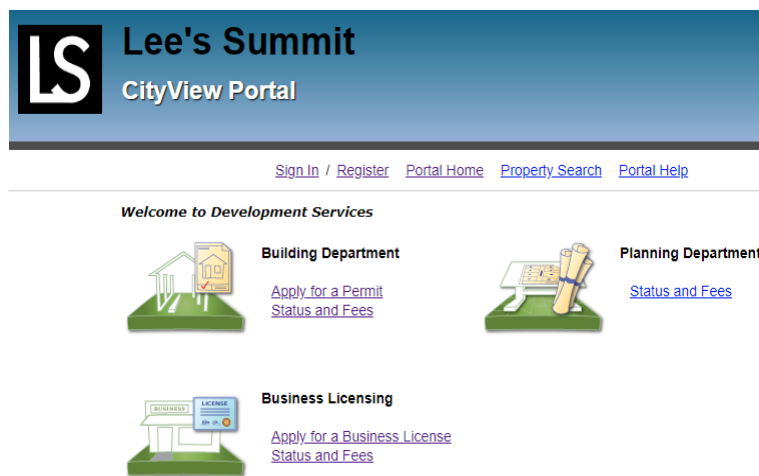 LS
Lee's Summit
CityView Portal
Sign In / Register Portal Home Property Search Portal Help
Welcome to Development Services
Building Department
Apply for a Permit
Status and Fees
Planning Department
Status and Fees
BUSINESS
LICENSE
Business Licensing
Apply for a Business License
Status and Fees